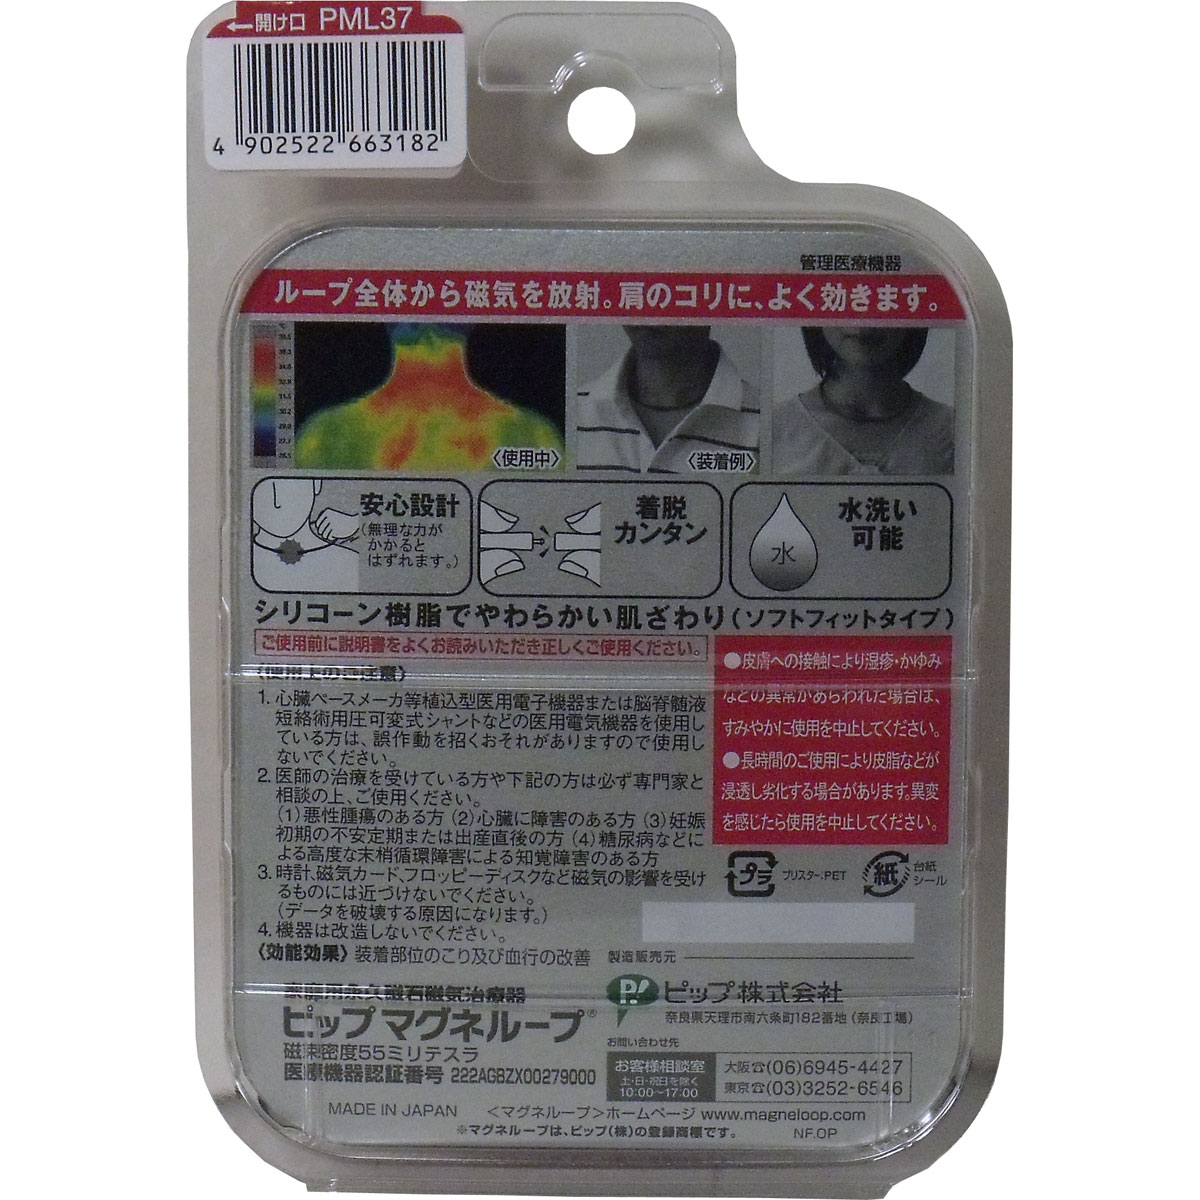 ←開け口 PML37
4 902522 663182
管理医療機器
ループ全体から磁気を放射。肩のコリに、よく効きます。
〈使用中〉
〈装着例〉
安心設計
(無理な力が
かかると
はずれます。)
着脱
カンタン
水洗い
可能
水
シリコーン樹脂でやわらかい肌ざわり(ソフトフィットタイプ)
ご使用前に説明書をよくお読みいただき正しくご使用ください。
〈使用上のご注意〉
1. 心臓ペースメーカ等植込型医用電子機器または脳脊髄液
短絡術用圧可変式シャントなどの医用電気機器を使用し
ている方は、誤作動を招くおそれがありますので使用し
ないでください。
2. 医師の治療を受けている方や下記の方は必ず専門家と
相談の上、ご使用ください。
(1)悪性腫瘍のある方 (2)心臓に障害のある方 (3)妊娠
初期の不安定期または出産直後の方 (4)糖尿病などに
よる高度な末梢循環障害による知覚障害のある方
3. 時計、磁気カード、フロッピーディスクなど磁気の影響を受け
るものには近づけないでください。
(データを破壊する原因になります。)
4. 機器は改造しないでください。
〈効能効果〉装着部位のこり及び血行の改善
●皮膚への接触により湿疹・かゆみ
などの異常があらわれた場合は、
すみやかに使用を中止してください。
●長時間のご使用により皮脂などが
浸透し劣化する場合があります。異変
を感じたら使用を中止してください。
プラ ブリスター:PET
紙 台紙
シール
家庭用永久磁石磁気治療器
ピップ マグネループ®
磁束密度55ミリテスラ
医療機器認証番号 222AGBZX00279000
製造販売元
P! ピップ株式会社
奈良県天理市南六条町182番地(奈良工場)
お問い合わせ先
お客様相談室
土・日・祝日を除く
10:00～17:00
大阪☎(06)6945-4427
東京☎(03)3252-6546
MADE IN JAPAN <マグネループ>ホームページ www.magneloop.com
※マグネループは、ピップ(株)の登録商標です。
NF.OP